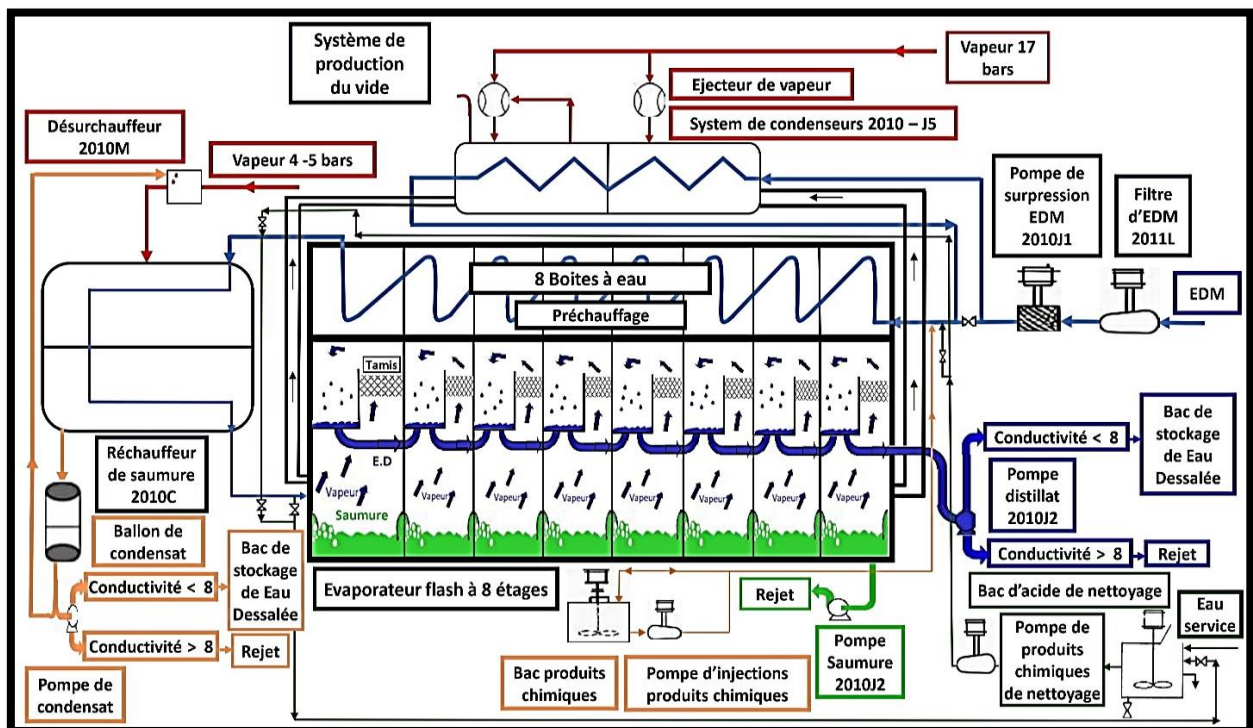 Système de
production
du vide
Vapeur 17
bars
Ejecteur de vapeur
System de condenseurs 2010 – J5
Désurchauffeur
2010M
Vapeur 4 -5 bars
Pompe de
surpression
EDM
2010J1
Filtre
d’EDM
2011L
EDM
8 Boites à eau
Préchauffage
Tamis
E.D
Vapeur
Vapeur
Vapeur
Vapeur
Vapeur
Vapeur
Vapeur
Vapeur
Saumure
Réchauffeur
de saumure
2010C
Ballon de
condensat
Bac de
stockage
de Eau
Dessalée
Conductivité < 8
Conductivité > 8
Rejet
Pompe de
condensat
Evaporateur flash à 8 étages
Bac produits
chimiques
Pompe d’injections
produits chimiques
Rejet
Pompe
Saumure
2010J2
Conductivité < 8
Bac de
stockage
de Eau
Dessalée
Pompe
distillat
2010J2
Conductivité > 8
Rejet
Bac d’acide de nettoyage
Eau
service
Pompe de
produits
chimiques
de nettoyage